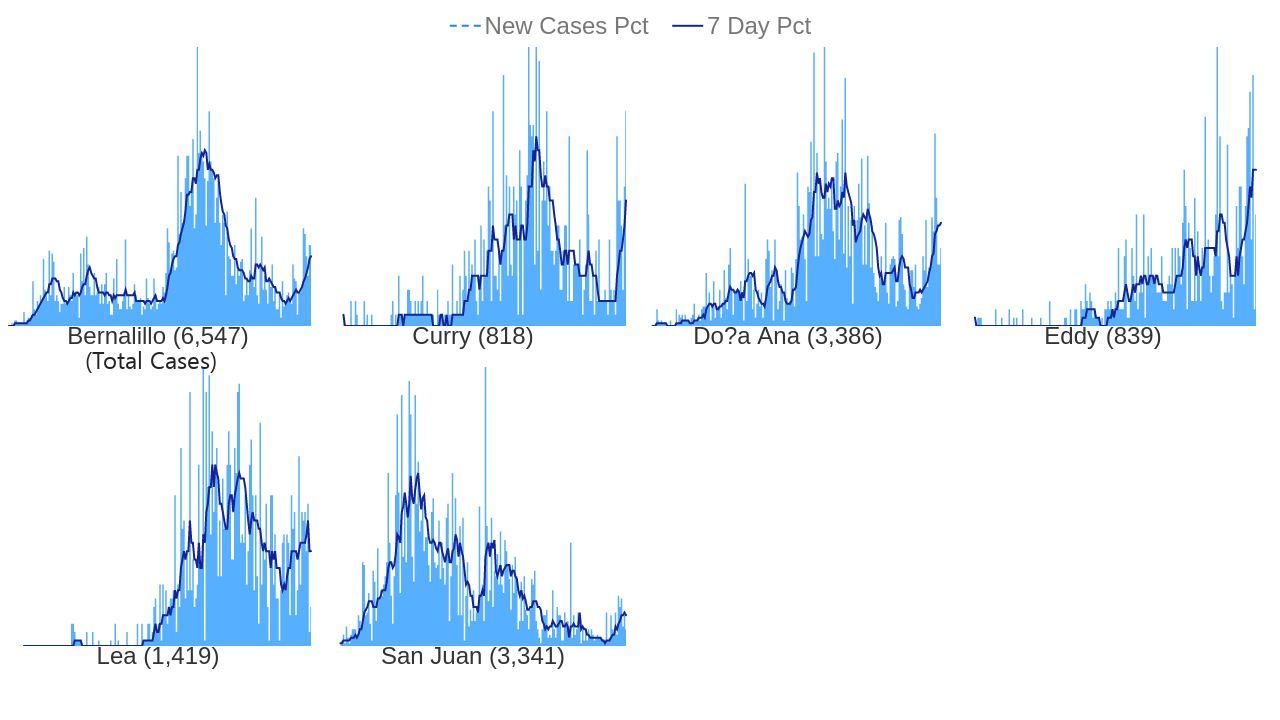 New Cases Pct 7 Day Pct
Bernalillo (6,547)
(Total Cases)
Curry (818)
Do?a Ana (3,386)
Eddy (839)
Lea (1,419)
San Juan (3,341)